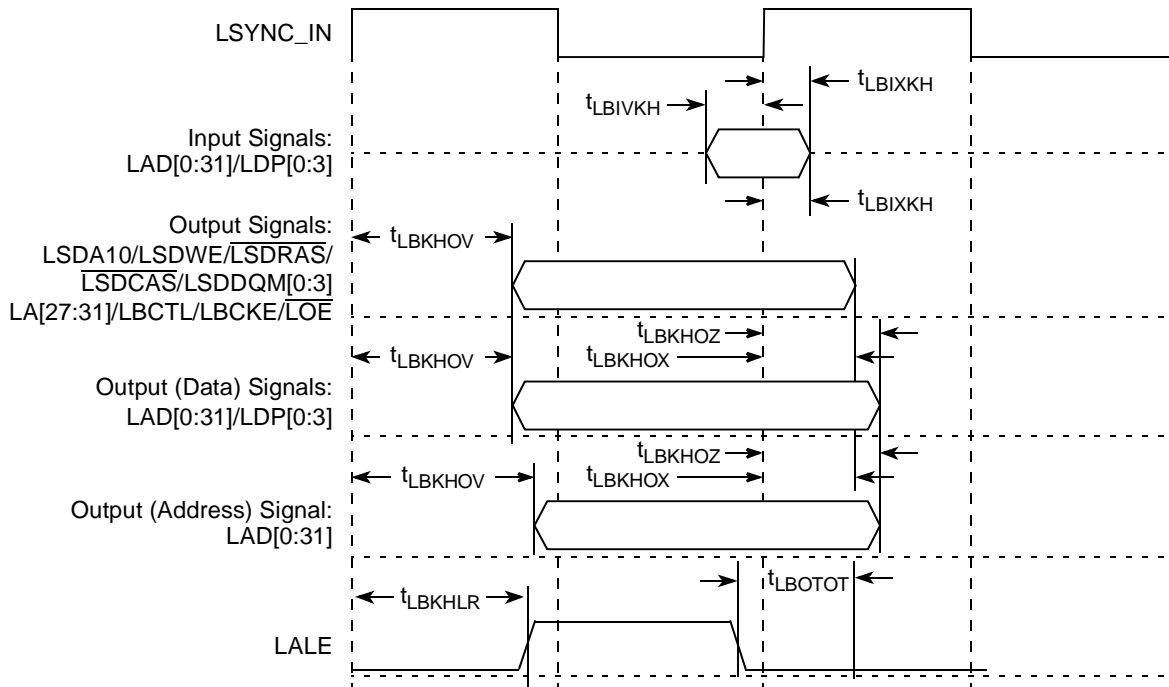 LSYNC_IN
tLBIXKH
tLBIVKH
Input Signals:
LAD[0:31]/LDP[0:3]
tLBIXKH
Output Signals:
tLBKHOV
LSDA10/LSDWE/LSDRAS/
LSDCAS/LSDDQM[0:3]
LA[27:31]/LBCTL/LBCKE/LOE
tLBKHOZ
tLBKHOV
tLBKHOX
Output (Data) Signals:
LAD[0:31]/LDP[0:3]
tLBKHOZ
tLBKHOV
tLBKHOX
Output (Address) Signal:
LAD[0:31]
tLBOTOT
tLBKHLR
LALE